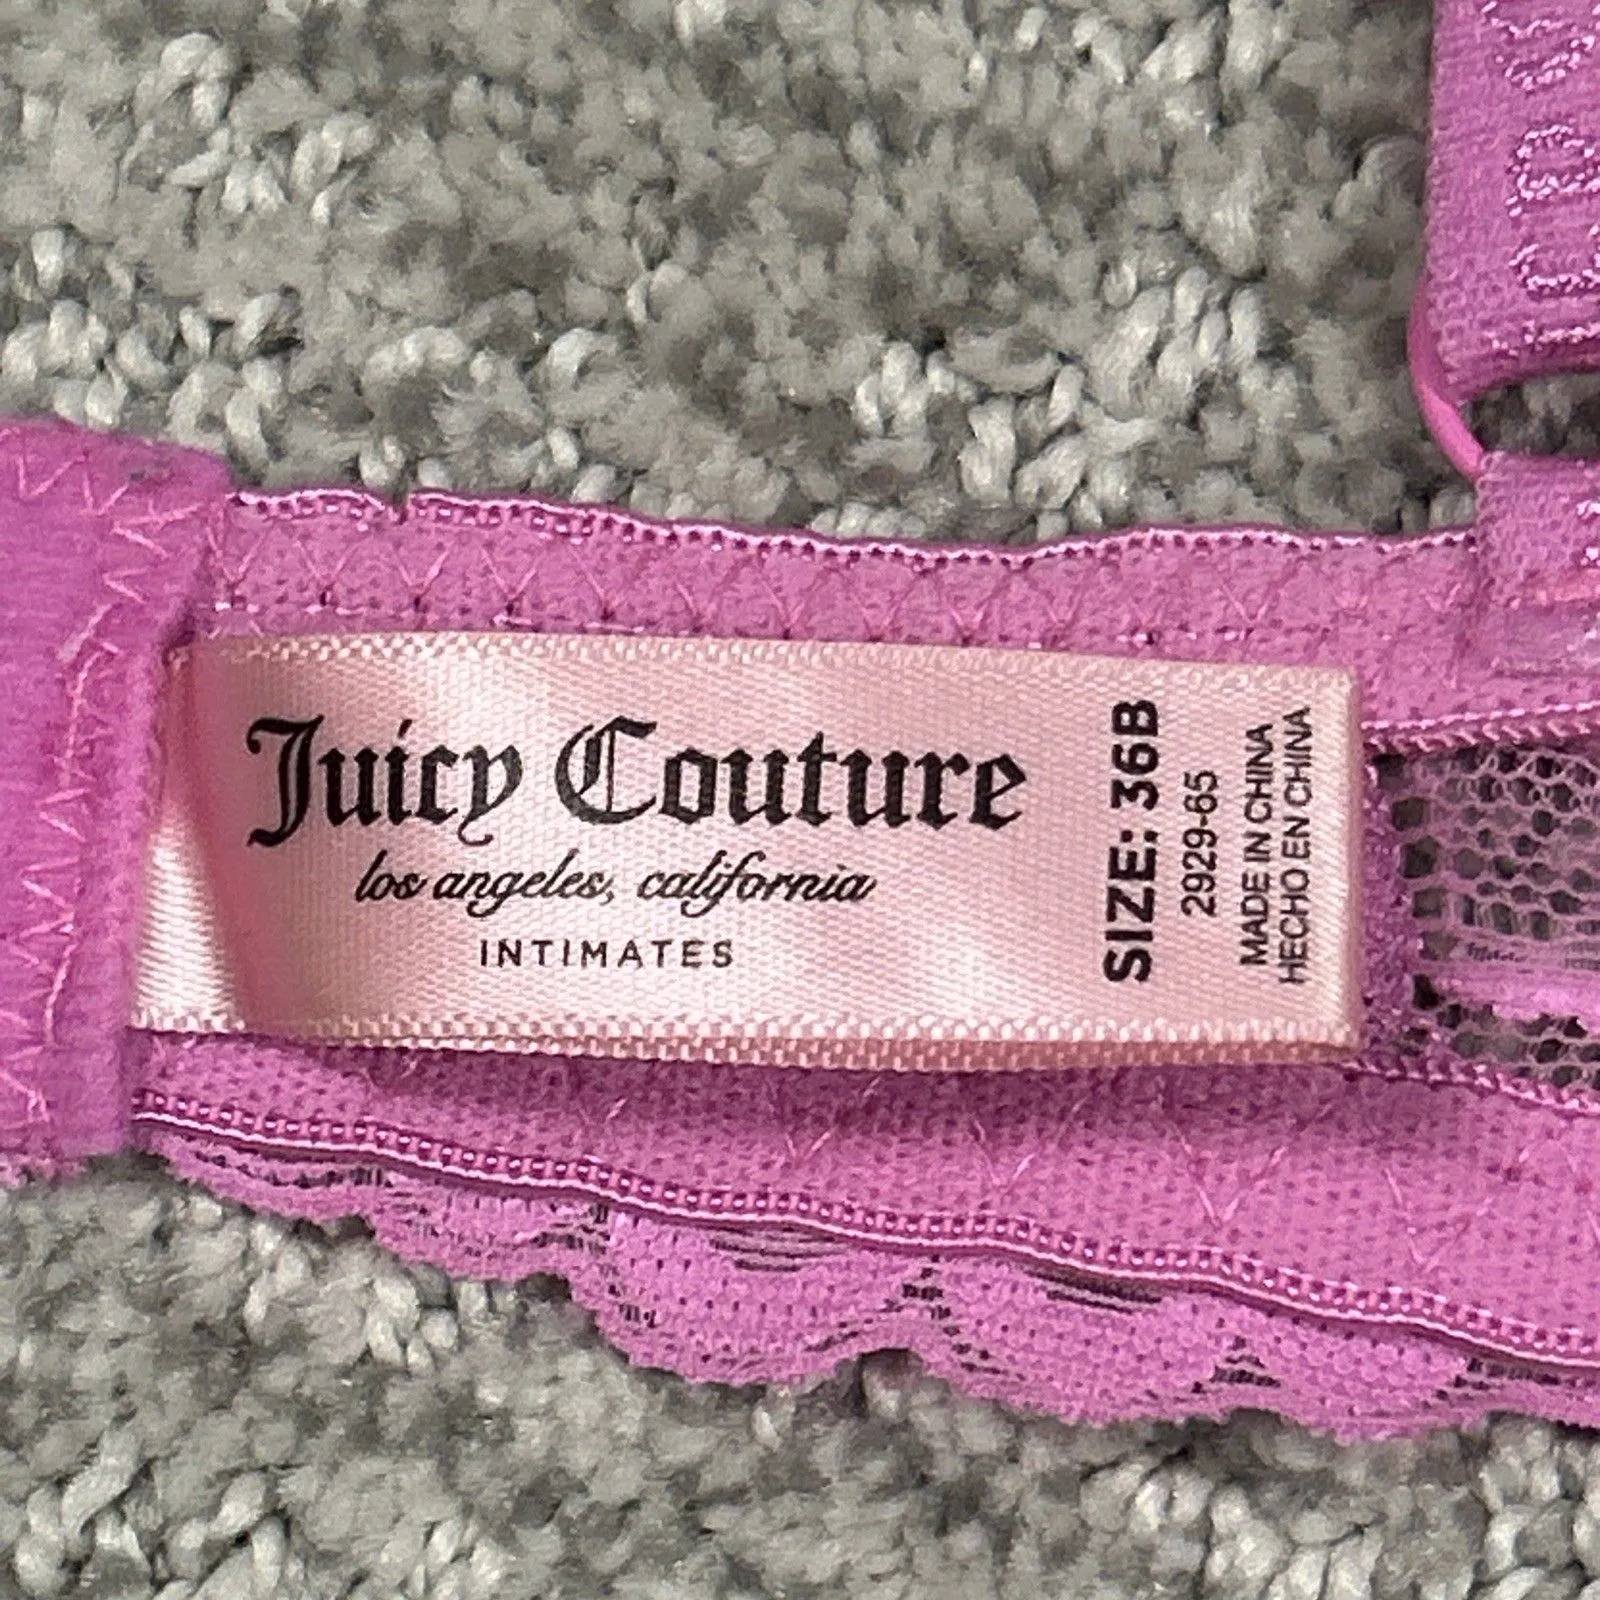 Juicy Couture
los angeles, california
INTIMATES
SIZE: 36B
2929-65
MADE IN CHINA
HECHO EN CHINA